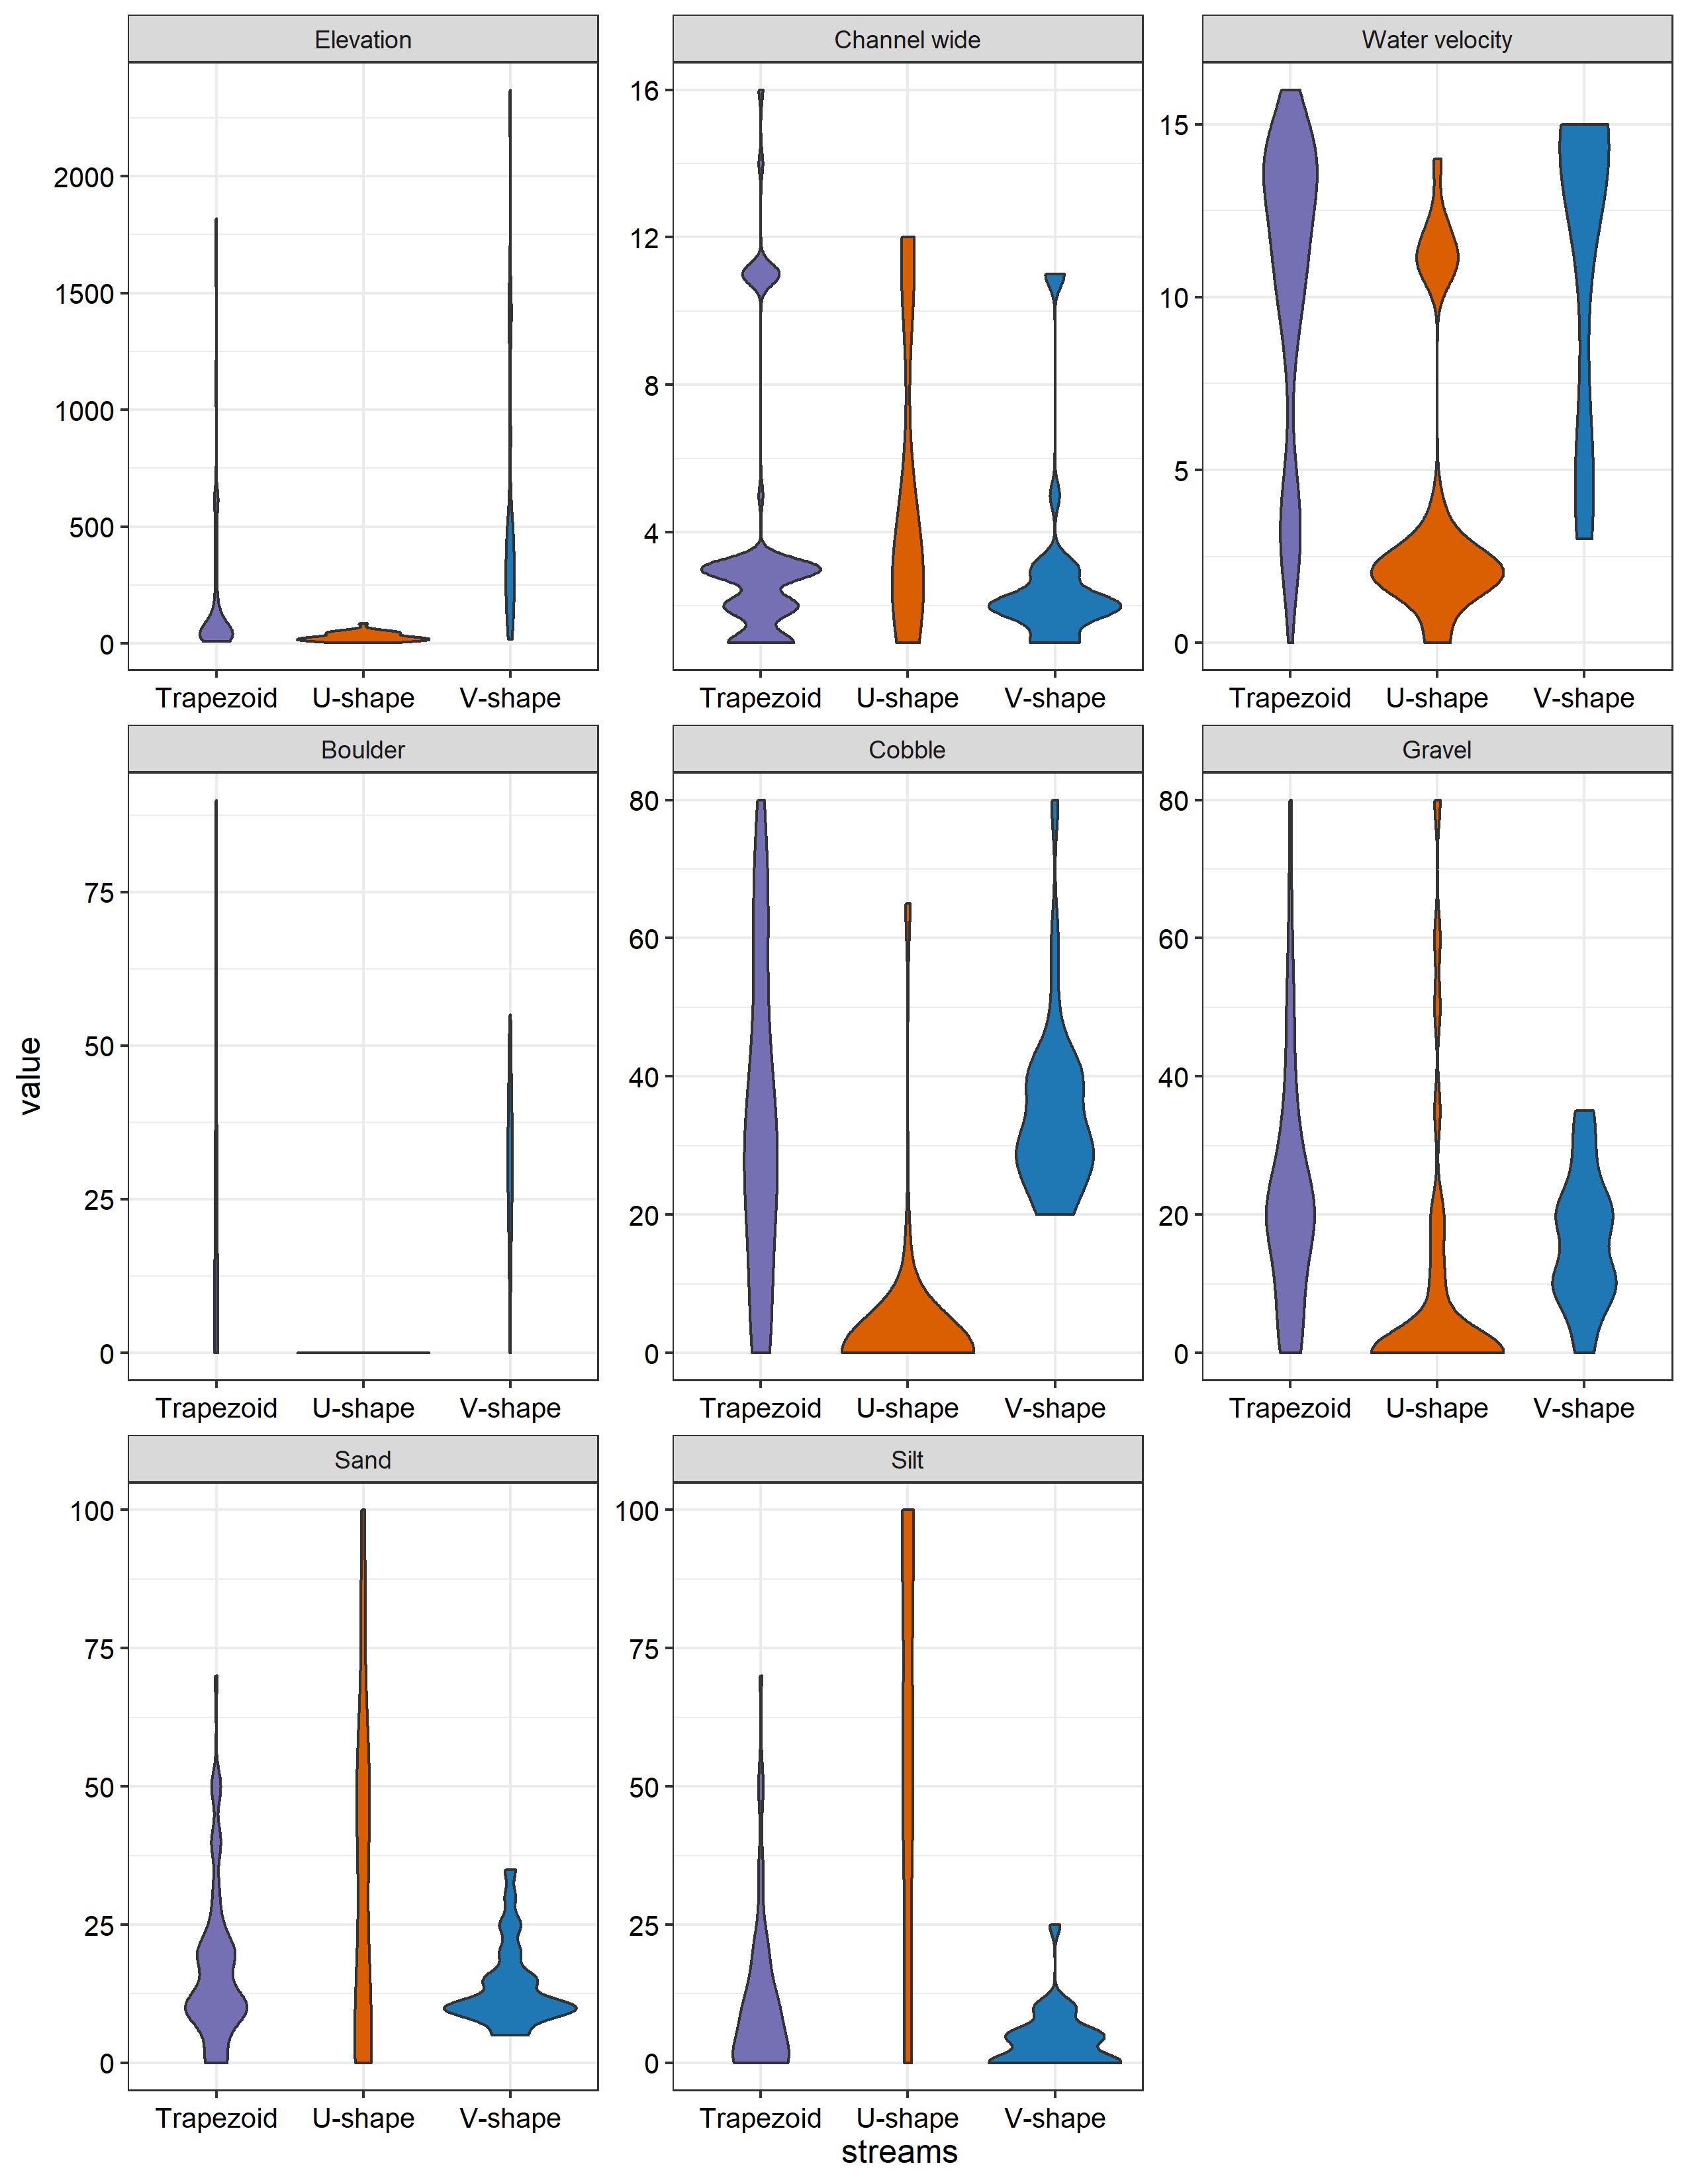 Elevation
Channel wide
Water velocity
2000
1500
1000
500
0
16
12
8
4
15
10
5
0
Trapezoid U-shape V-shape
Trapezoid U-shape V-shape
Trapezoid U-shape V-shape
Boulder
Cobble
Gravel
value
75
50
25
0
80
60
40
20
0
80
60
40
20
0
Trapezoid U-shape V-shape
Trapezoid U-shape V-shape
Trapezoid U-shape V-shape
Sand
Silt
100
75
50
25
0
100
75
50
25
0
Trapezoid U-shape V-shape
Trapezoid U-shape V-shape
streams